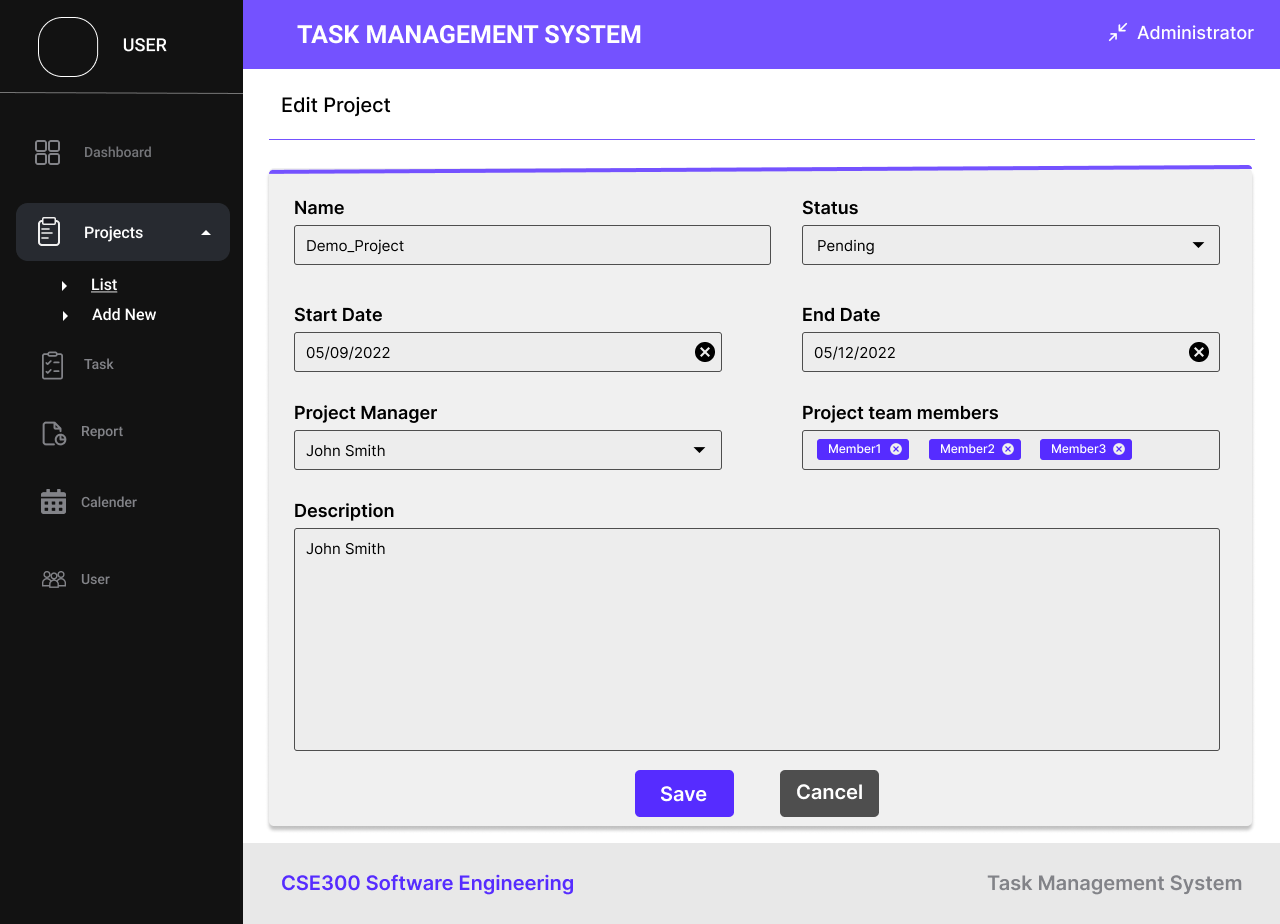 USER
TASK MANAGEMENT SYSTEM
Administrator
Dashboard
Projects
List
Add New
Task
Report
Calender
User
Edit Project
Name
Status
Demo_Project
Pending
Start Date
End Date
05/09/2022
05/12/2022
Project Manager
Project team members
John Smith
Member1
Member2
Member3
Description
John Smith
Save
Cancel
CSE300 Software Engineering
Task Management System